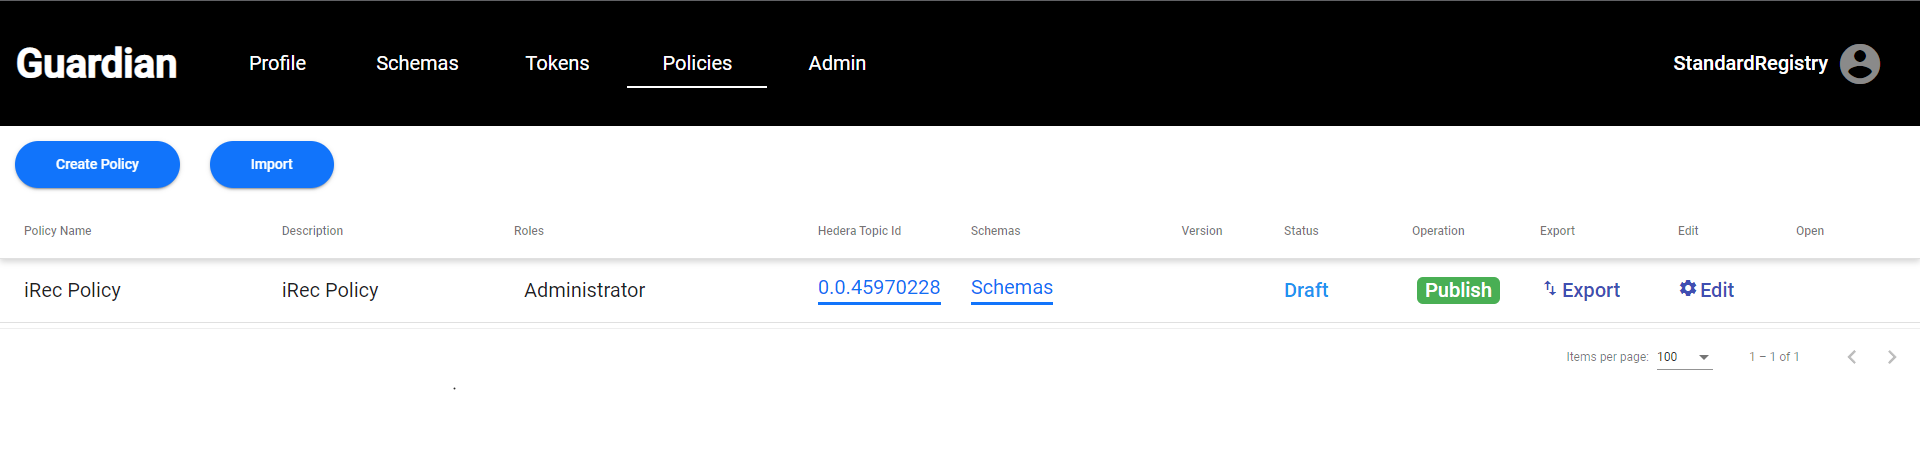 Guardian Profile Schemas Tokens Policies Admin StandardRegistry
Create Policy Import
Policy Name Description Roles Hedera Topic Id Schemas Version Status Operation Export Edit Open
iRec Policy iRec Policy Administrator 0.0.45970228 Schemas Draft Publish Export Edit
Items per page: 100 1 – 1 of 1